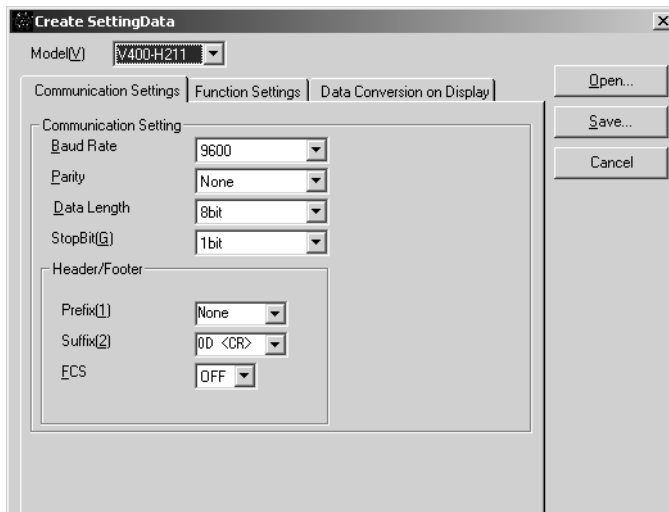 Create SettingData
Model(V) V400-H211
Communication Settings Function Settings Data Conversion on Display
Open...
Save...
Cancel
Communication Setting
Baud Rate 9600
Parity None
Data Length 8bit
StopBit(G) 1bit
Header/Footer
Prefix(1) None
Suffix(2) 0D <CR>
FCS OFF